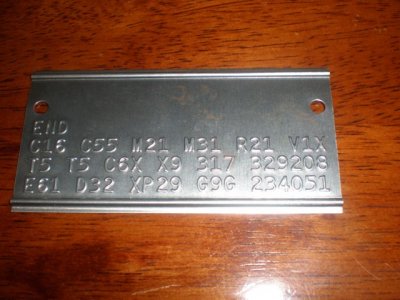 END
C16 C55 M21 M31 R21 V1X
T5 T5 C6X X9 317 329208
E61 D32 XP29 G9G 234051